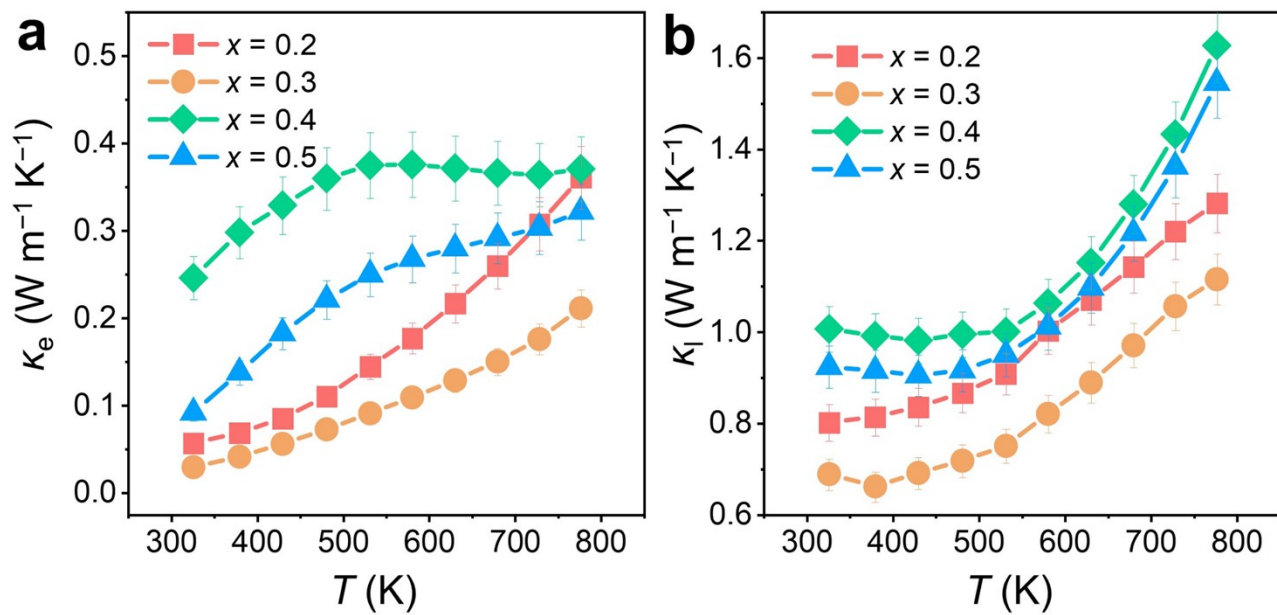 a
x = 0.2
x = 0.3
x = 0.4
x = 0.5
0.5
0.4
0.3
0.2
0.1
0.0
κe (W m⁻¹ K⁻¹)
300 400 500 600 700 800
T (K)
b
x = 0.2
x = 0.3
x = 0.4
x = 0.5
1.6
1.4
1.2
1.0
0.8
0.6
κl (W m⁻¹ K⁻¹)
300 400 500 600 700 800
T (K)